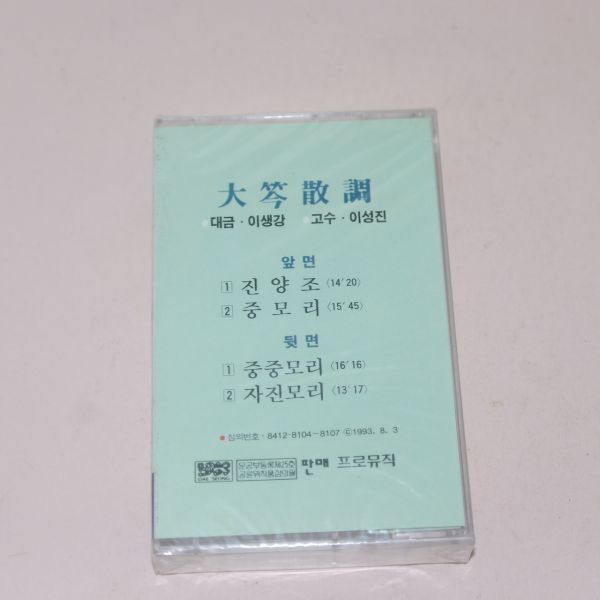 大笒散調
대금 · 이생강 고수 · 이성진
앞면
1 진양조 (14'20)
2 중모리 (15'45)
뒷면
1 중중모리 (16'16)
2 자진모리 (13'17)
심의번호 · 8412-8104~8107 ⓒ1993. 8. 3
DAE SEONG
판매 프로뮤직